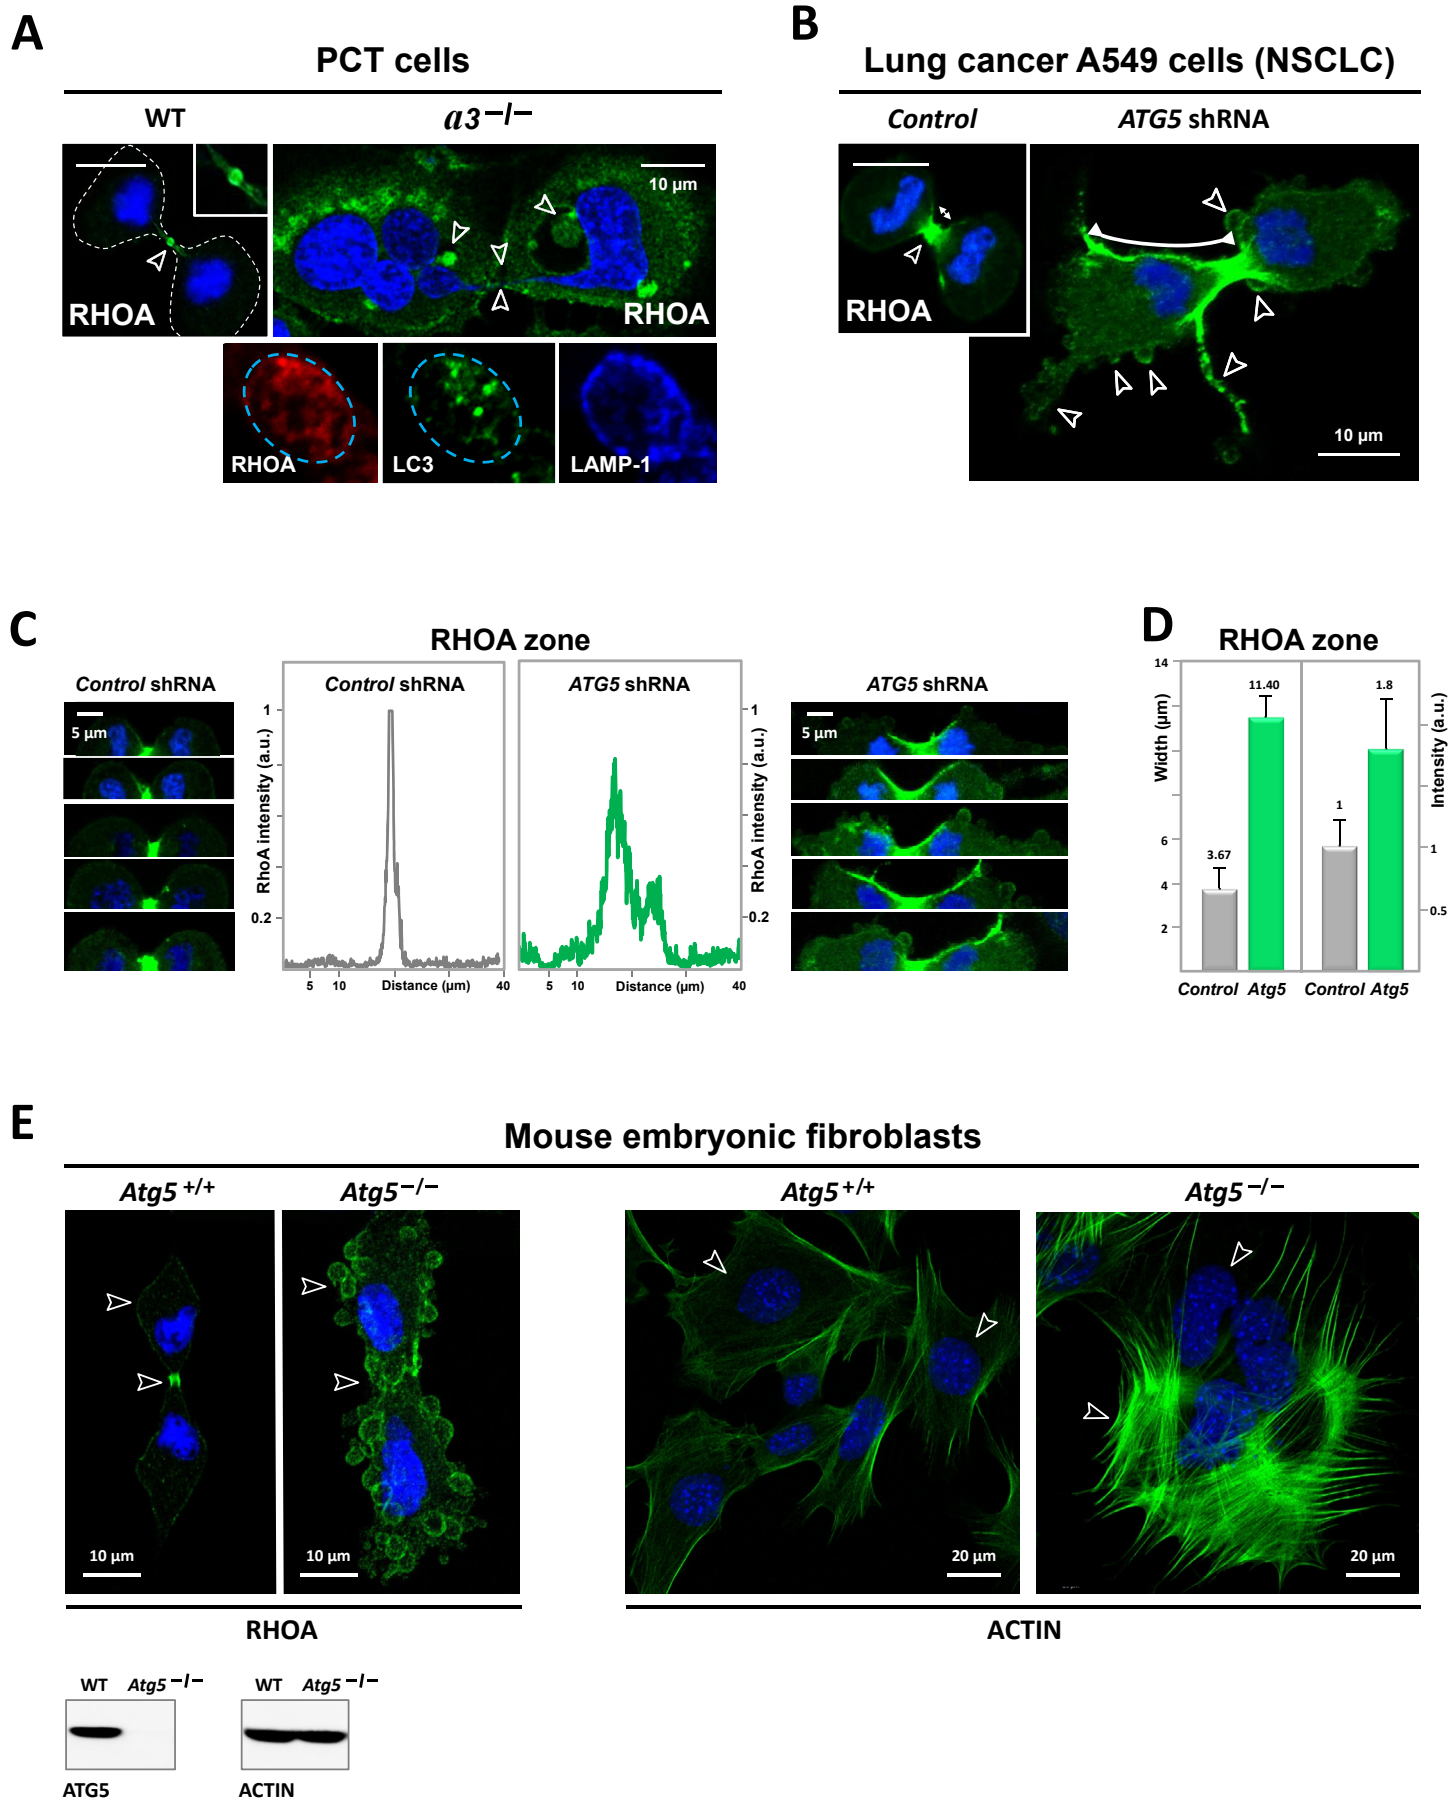 A
PCT cells
WT
a3 −/−
RHOA
10 µm
RHOA
RHOA
LC3
LAMP-1
B
Lung cancer A549 cells (NSCLC)
Control
ATG5 shRNA
RHOA
10 µm
C
RHOA zone
Control shRNA
5 µm
Control shRNA
RhoA intensity (a.u.)
1
0.2
5 10 Distance (µm) 40
ATG5 shRNA
RhoA intensity (a.u.)
1
0.2
5 10 Distance (µm) 40
ATG5 shRNA
5 µm
D
RHOA zone
Width (µm)
14
6
4
2
3.67
11.40
1
1.8
Intensity (a.u.)
1
0.5
Control Atg5 Control Atg5
E
Mouse embryonic fibroblasts
Atg5 +/+
Atg5 −/−
Atg5 +/+
Atg5 −/−
10 µm
10 µm
20 µm
20 µm
RHOA
ACTIN
WT Atg5 −/−
WT Atg5 −/−
ATG5
ACTIN